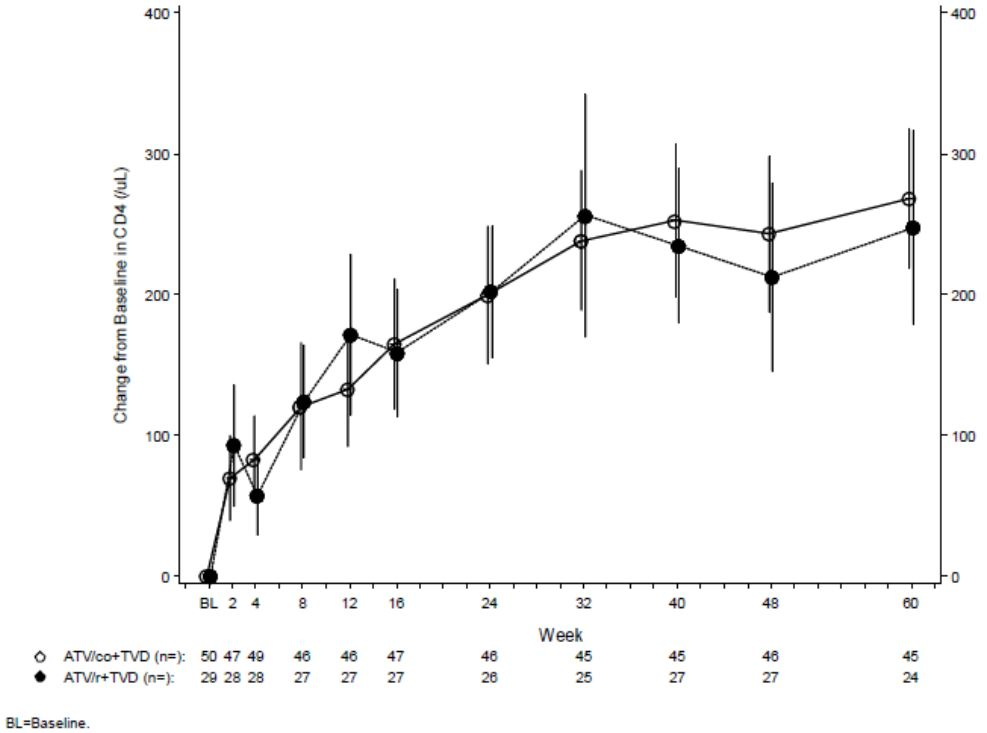 400 400
300 300
200 200
100 100
0 0
Change from Baseline in CD4 (/uL)
BL 2 4 8 12 16 24 32 40 48 60
Week
ATV/co+TVD (n=): 50 47 49 46 46 47 46 45 45 46 45
ATV/r+TVD (n=): 29 28 28 27 27 27 26 25 27 27 24
BL=Baseline.